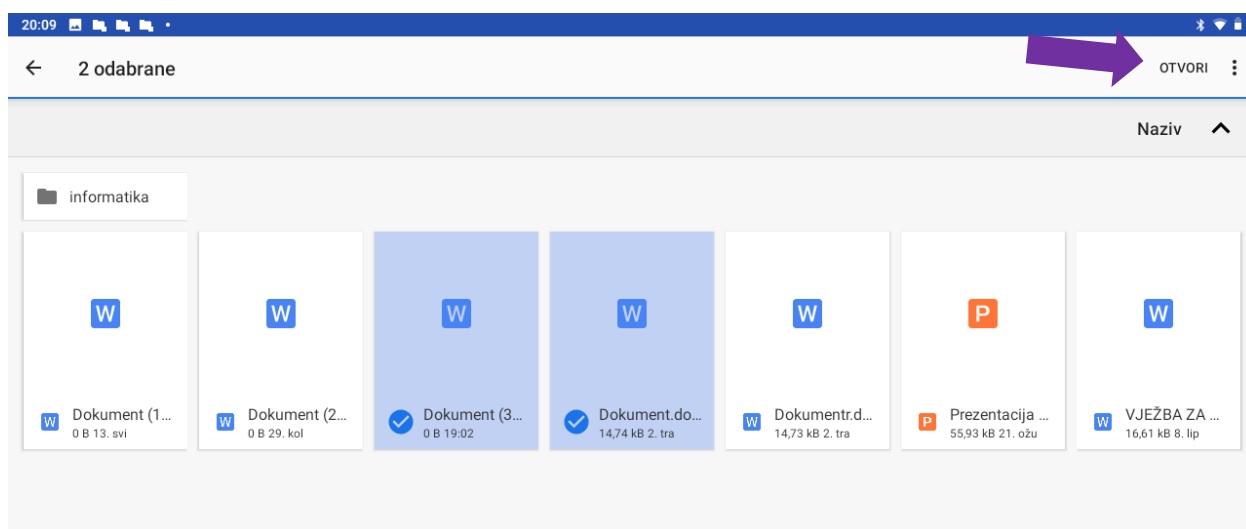 20:09
2 odabrane
OTVORI
Naziv
informatika
W
W
W
W
W
P
W
W Dokument (1...
0 B 13. svi
W Dokument (2...
0 B 29. kol
Dokument (3...
0 B 19:02
Dokument.do...
14,74 kB 2. tra
W Dokumentr.d...
14,73 kB 2. tra
P Prezentacija ...
55,93 kB 21. ožu
W VJEŽBA ZA ...
16,61 kB 8. lip